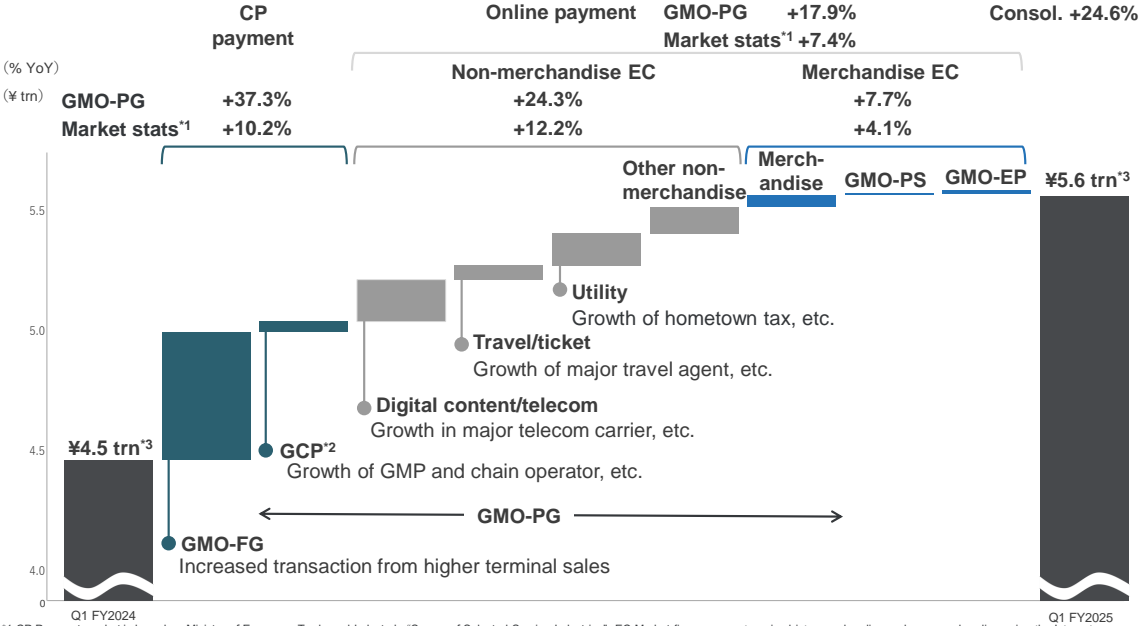 CP payment
Online payment GMO-PG +17.9%
Market stats*1 +7.4%
Consol. +24.6%
(% YoY)
(¥ trn)
Non-merchandise EC
Merchandise EC
GMO-PG +37.3% +24.3% +7.7%
Market stats*1 +10.2% +12.2% +4.1%
Other non-merchandise
Merch-andise
GMO-PS
GMO-EP
¥5.6 trn*3
5.5
Utility
Growth of hometown tax, etc.
5.0
Travel/ticket
Growth of major travel agent, etc.
Digital content/telecom
Growth in major telecom carrier, etc.
¥4.5 trn*3
4.5
GCP*2
Growth of GMP and chain operator, etc.
GMO-PG
GMO-FG
Increased transaction from higher terminal sales
4.0
0
Q1 FY2024
Q1 FY2025